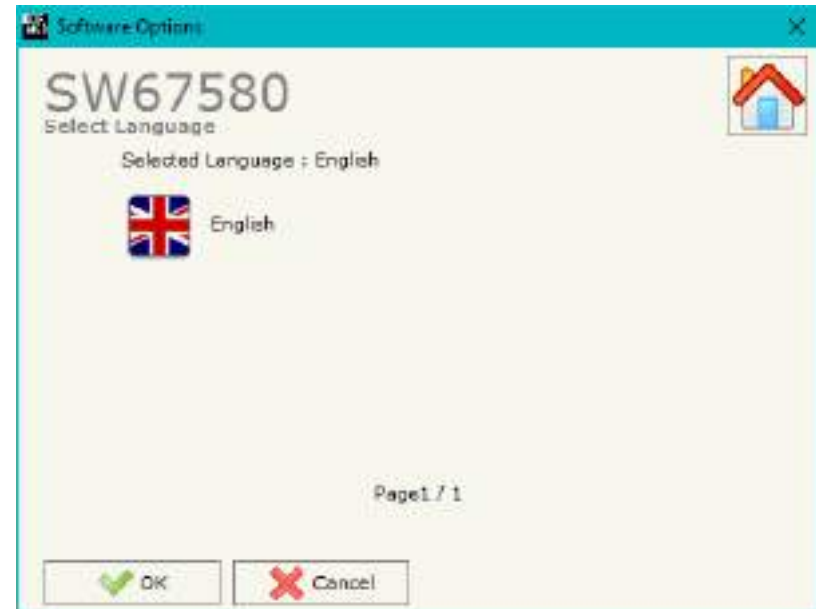 Software Options
SW67580
Select Language
Selected Language : English
English
Page1 / 1
OK
Cancel